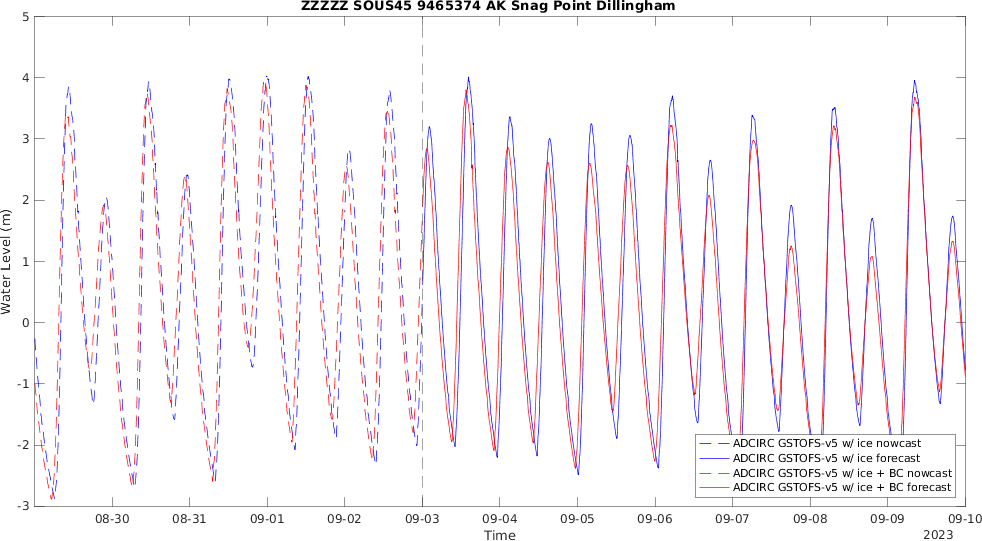 ZZZZZ SOUS45 9465374 AK Snag Point Dillingham
5
4
3
2
1
0
-1
-2
-3
Water Level (m)
08-30 08-31 09-01 09-02 09-03 09-04 09-05 09-06 09-07 09-08 09-09 09-10
Time
2023
ADCIRC GSTOFS-v5 w/ ice nowcast
ADCIRC GSTOFS-v5 w/ ice forecast
ADCIRC GSTOFS-v5 w/ ice + BC nowcast
ADCIRC GSTOFS-v5 w/ ice + BC forecast